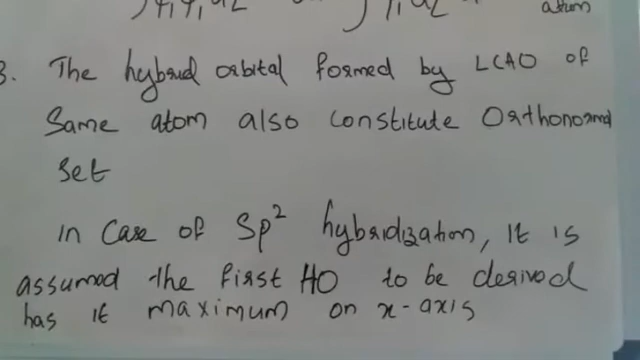 atom
3. The hybrid orbital formed by LCAO of
Same atom also constitute Orthonormal
Set
in Case of Sp² hybridization, It is
assumed the first HO to be derived
has it maximum on x-axis